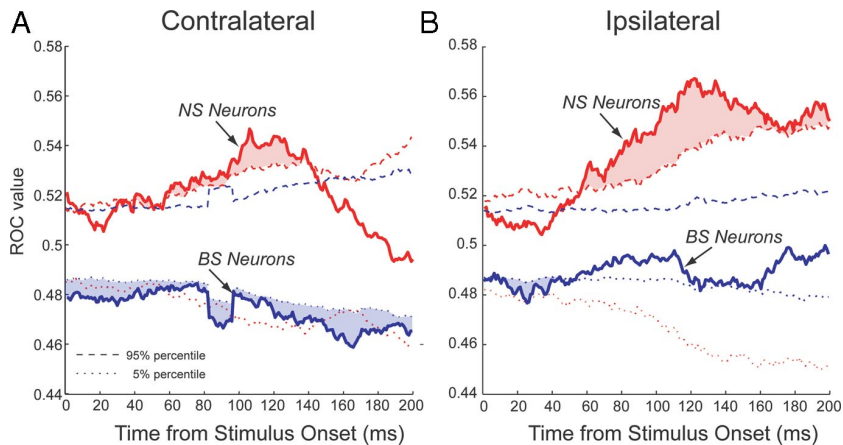 A
Contralateral
ROC value
0.58
0.56
0.54
0.52
0.5
0.48
0.46
0.44
NS Neurons
BS Neurons
95% percentile
5% percentile
0 20 40 60 80 100 120 140 160 180 200
Time from Stimulus Onset (ms)
B
Ipsilateral
0.58
0.56
0.54
0.52
0.5
0.48
0.46
0.44
NS Neurons
BS Neurons
0 20 40 60 80 100 120 140 160 180 200
Time from Stimulus Onset (ms)